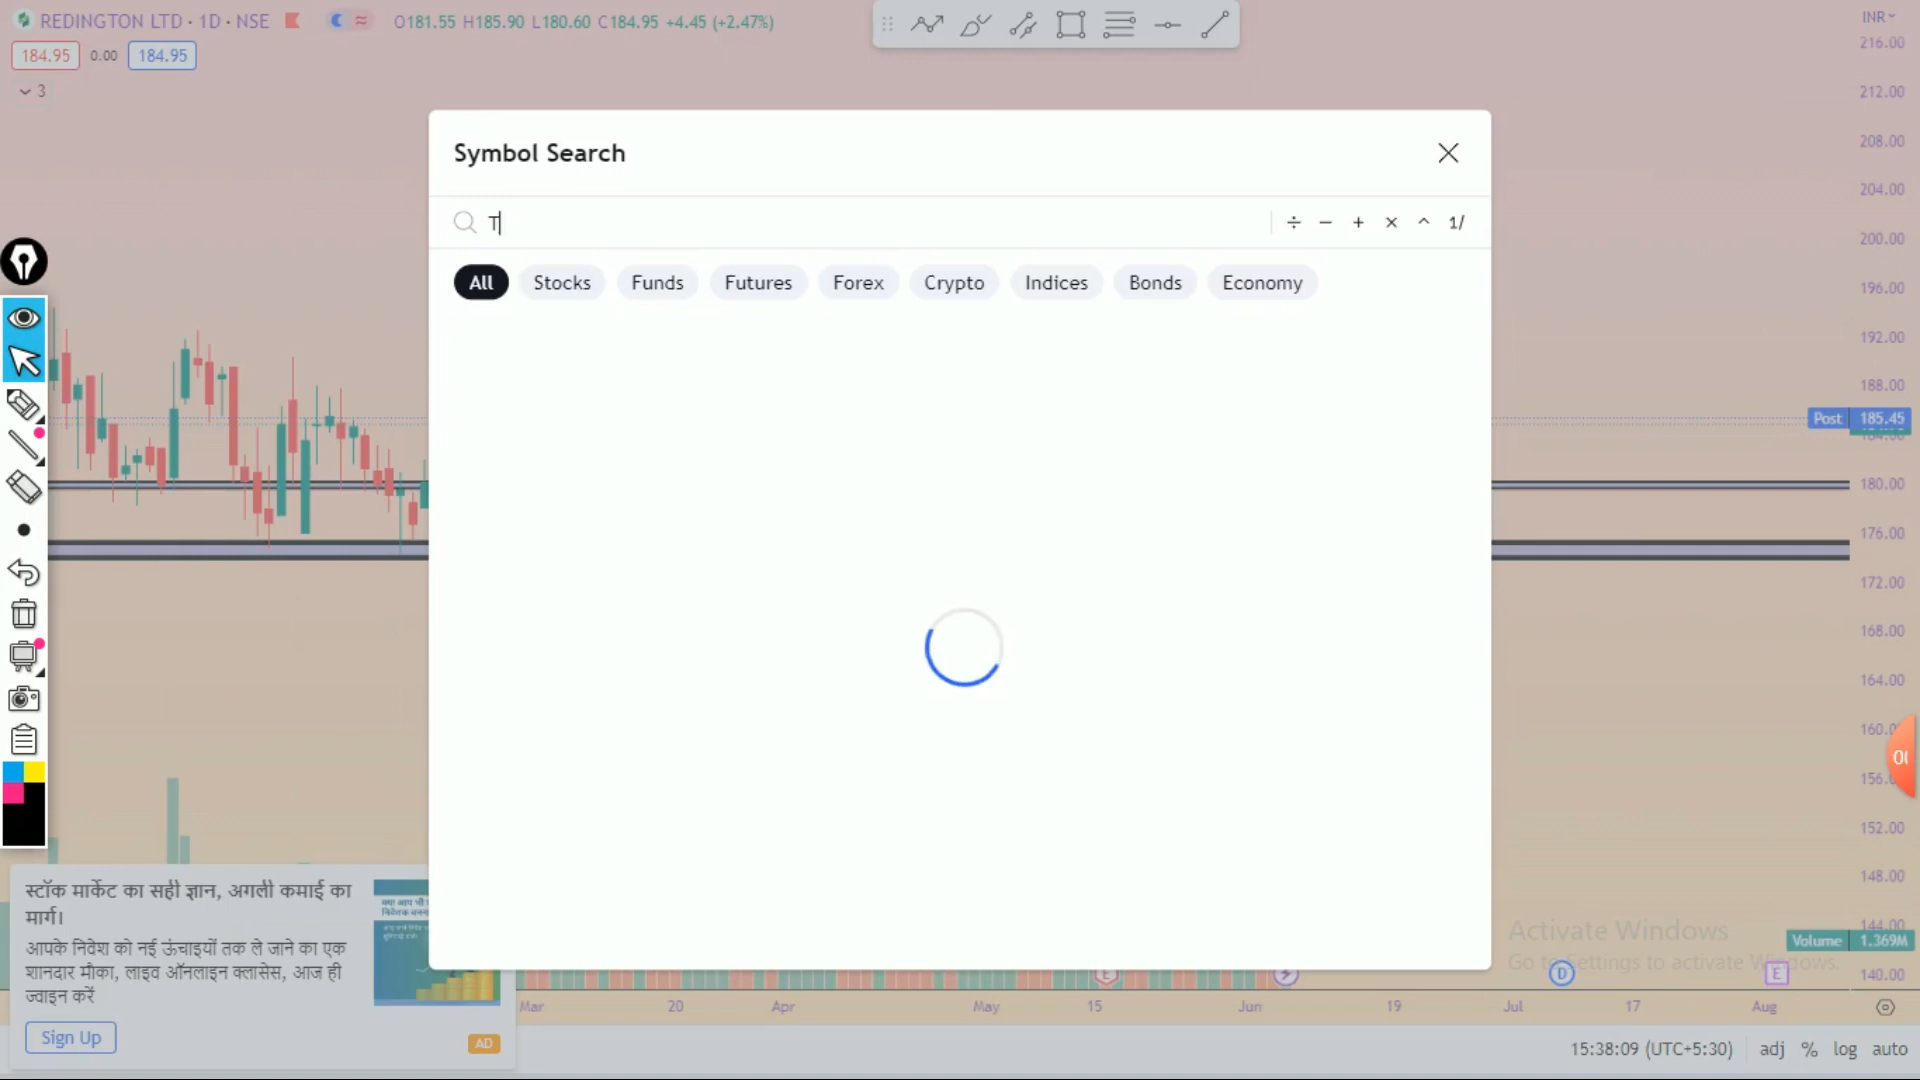 REDINGTON LTD · 1D · NSE
O181.55 H185.90 L180.60 C184.95 +4.45 (+2.47%)
184.95 0.00 184.95
3
INR
216.00
212.00
208.00
204.00
200.00
196.00
192.00
188.00
Post 185.45
180.00
176.00
172.00
168.00
164.00
152.00
148.00
Volume 1.369M
140.00
Symbol Search
T
÷ − + × ^ 1/
All Stocks Funds Futures Forex Crypto Indices Bonds Economy
स्टॉक मार्केट का सही ज्ञान, अगली कमाई का
मार्ग।
आपके निवेश को नई ऊंचाइयों तक ले जाने का एक
शानदार मौका, लाइव ऑनलाइन क्लासेस, आज ही
ज्वाइन करें
Sign Up
AD
Activate Windows
Go to Settings to activate Windows.
E D E
Mar 20 Apr May 15 Jun 19 Jul 17 Aug
15:38:09 (UTC+5:30) adj % log auto